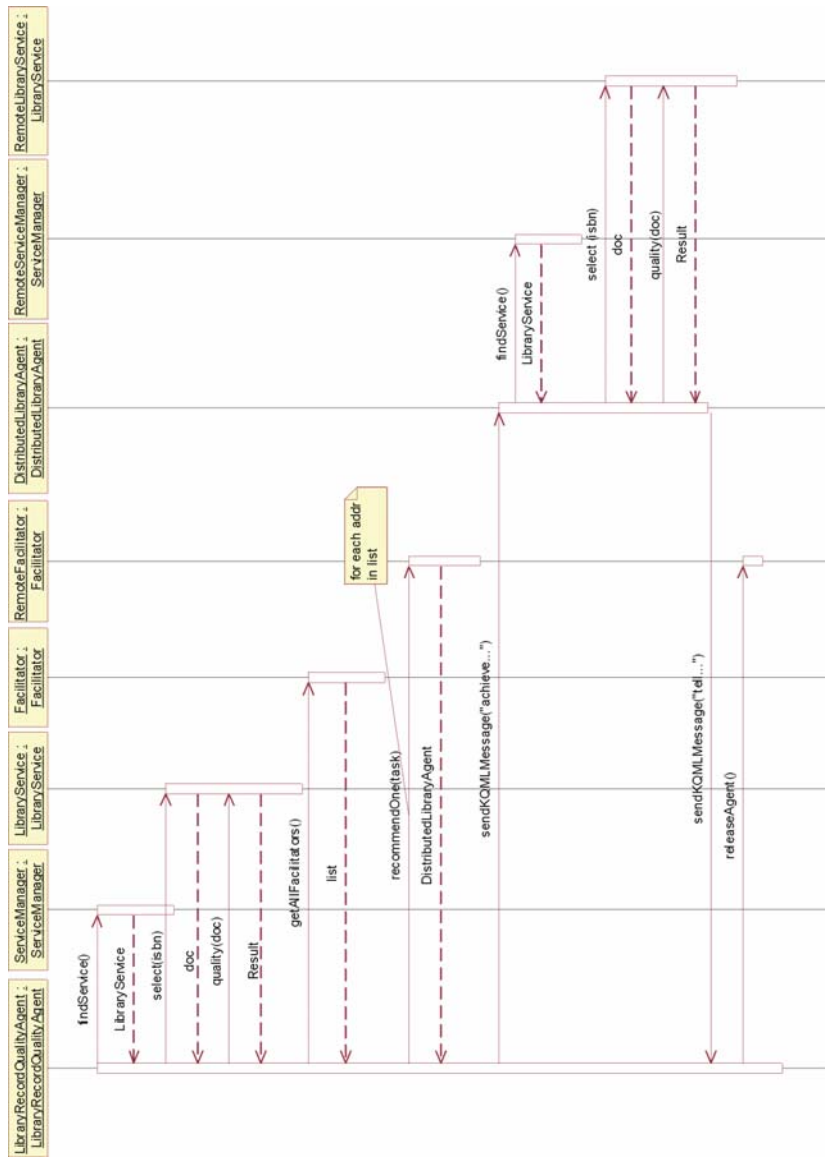 LibraryRecordQualityAgent :
LibraryRecordQualityAgent
ServiceManager :
ServiceManager
LibraryService :
LibraryService
Facilitator :
Facilitator
RemoteFacilitator :
Facilitator
DistributedLibraryAgent :
DistributedLibraryAgent
RemoteServiceManager :
ServiceManager
RemoteLibraryService :
LibraryService
findService()
LibraryService
select(isbn)
doc
quality(doc)
Result
getAllFacilitators()
list
for each addr
in list
recommendOne(task)
DistributedLibraryAgent
sendKQMLMessage("achieve...")
findService()
LibraryService
select (isbn)
doc
quality(doc)
Result
sendKQMLMessage("tell...")
releaseAgent()